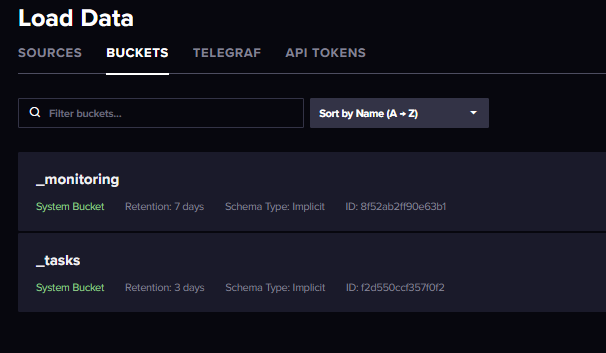 Load Data
SOURCES BUCKETS TELEGRAF API TOKENS
Filter buckets... Sort by Name (A → Z)
_monitoring
System Bucket Retention: 7 days Schema Type: Implicit ID: 8f52ab2ff90e63b1
_tasks
System Bucket Retention: 3 days Schema Type: Implicit ID: f2d550ccf357f0f2